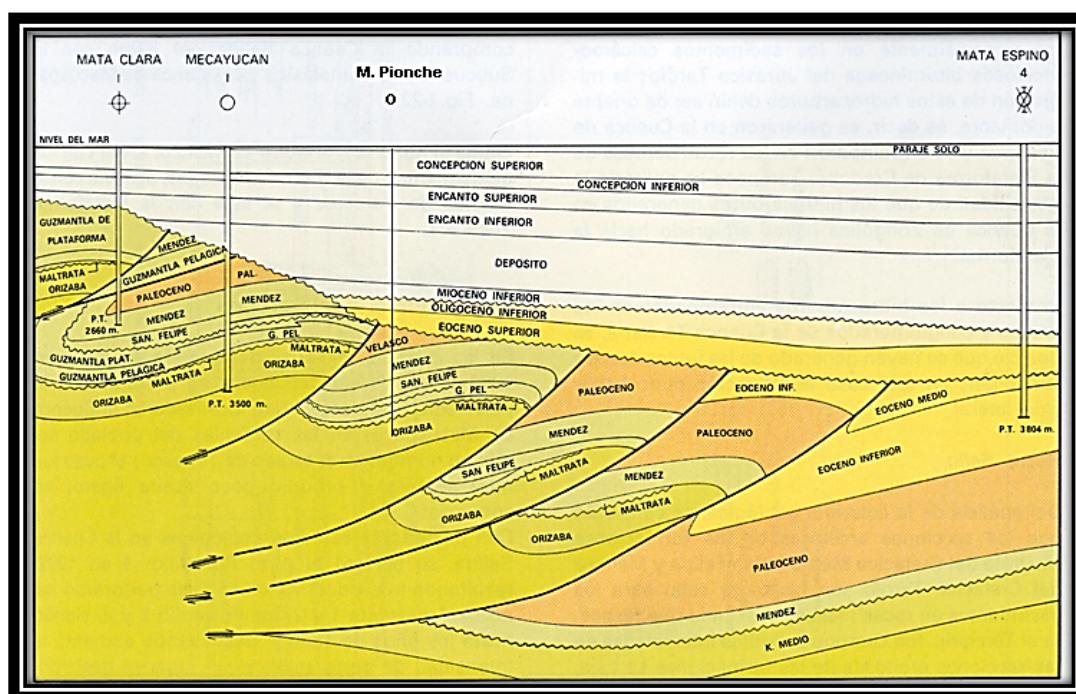 MATA CLARA
MECAYUCAN
M. Pionche
MATA ESPINO
4
NIVEL DEL MAR
PARAJE SOLO
CONCEPCION SUPERIOR
CONCEPCION INFERIOR
ENCANTO SUPERIOR
ENCANTO INFERIOR
DEPOSITO
MIOCENO INFERIOR
OLIGOCENO INFERIOR
EOCENO SUPERIOR
GUZMANTLA DE
PLATAFORMA
MALTRATA
ORIZABA
MENDEZ
GUZMANTLA PELAGICA
PALEOCENO
PAL.
P.T.
2660 m.
MENDEZ
MENDEZ
SAN. FELIPE
G. PEL
MALTRATA
GUZMANTLA PLAT.
GUZMANTLA PELAGICA
MALTRATA
ORIZABA
ORIZABA
P.T. 3500 m.
VELASCO
MENDEZ
SAN. FELIPE
G. PEL
MALTRATA
ORIZABA
PALEOCENO
MENDEZ
SAN FELIPE
MALTRATA
ORIZABA
EOCENO INF.
PALEOCENO
MENDEZ
MALTRATA
ORIZABA
EOCENO MEDIO
EOCENO INFERIOR
P.T. 3804 m.
PALEOCENO
MENDEZ
K. MEDIO